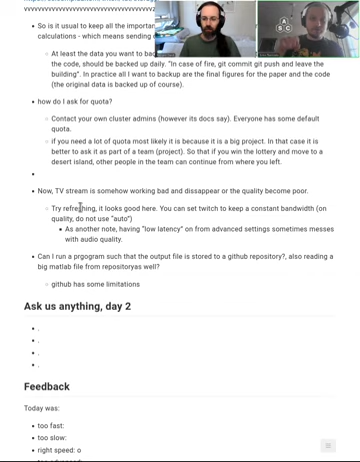 vvvvvvvvvvvvvvvvvvvvvvvvvvvvvvvvvvvvvvvv
So is it usual to keep all the importan
calculations - which means sending
At least the data you want to bac
the code, should be backed up daily. "In case of fire, git commit git push and leave the
building". In practice all I want to backup are the final figures for the paper and the code
(the original data is backed up of course).
how do I ask for quota?
Contact your own cluster admins (however its docs say). Everyone has some default
quota.
if you need a lot of quota most likely it is because it is a big project. In that case it is
better to ask it as part of a team (project). So that if you win the lottery and move to a
desert island, other people in the team can continue from where you left.
Now, TV stream is somehow working bad and dissappear or the quality become poor.
Try refreshing, it looks good here. You can set twitch to keep a constant bandwidth (on
quality, do not use "auto")
As another note, having "low latency" on from advanced settings sometimes messes
with audio quality.
Can I run a prgogram such that the output file is stored to a github repository?, also reading a
big matlab file from repositoryas well?
github has some limitations
Ask us anything, day 2
.
.
.
.
Feedback
Today was:
too fast:
too slow:
right speed: o